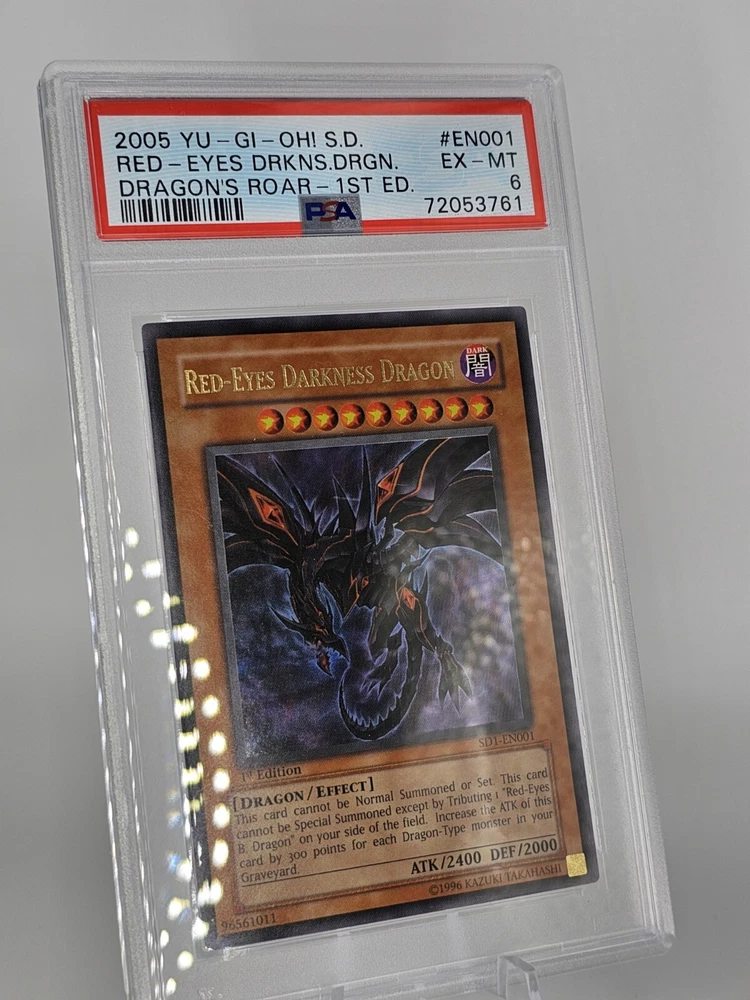 2005 YU-GI-OH! S.D. #EN001
RED-EYES DRKNS.DRGN. EX-MT
DRAGON'S ROAR-1ST ED. 6
PSA 72053761
RED-EYES DARKNESS DRAGON
DARK
闇
SD1-EN001
1st Edition
[DRAGON/EFFECT]
This card cannot be Normal Summoned or Set. This card
cannot be Special Summoned except by Tributing 1 "Red-Eyes
B. Dragon" on your side of the field. Increase the ATK of this
card by 300 points for each Dragon-Type monster in your
Graveyard.
ATK/2400 DEF/2000
96561011
©1996 KAZUKI TAKAHASHI